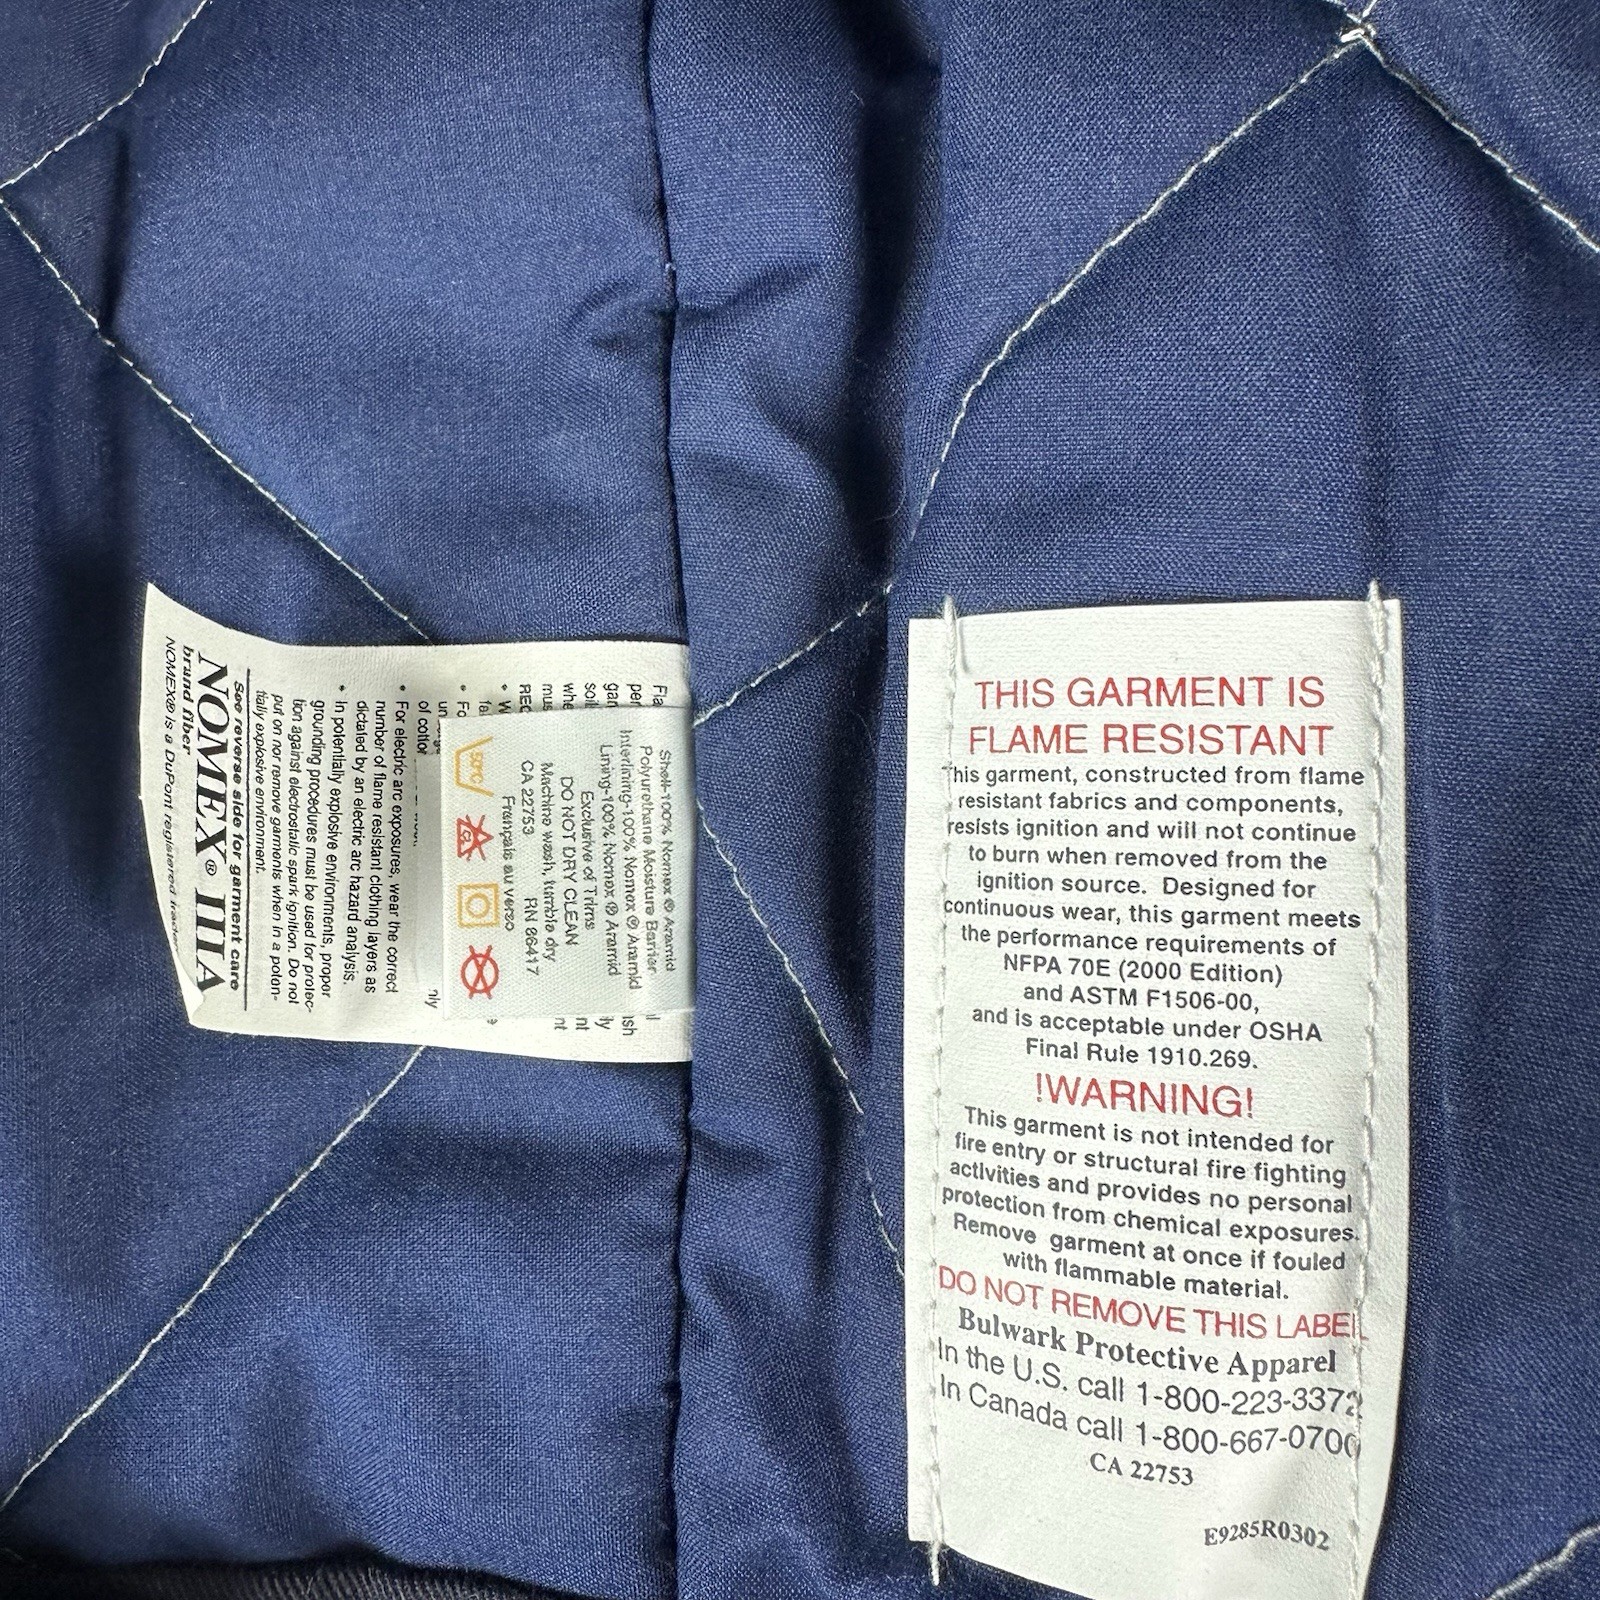 NOMEX® is a DuPont registered
brand fiber
NOMEX® IIIA
See reverse side for garment care
tially explosive environment.
put on nor remove garments when in a poten-
tion against electrostatic spark ignition. Do not
grounding procedures must be used for protec-
• In potentially explosive environments, proper
dictated by an electric arc hazard analysis.
number of flame resistant clothing layers as
• For electric arc exposures, wear the correct
Shell-100% Nomex ® Aramid
Polyurethane Moisture Barrier
Interlining-100% Nomex ® Aramid
Lining-100% Nomex ® Aramid
Exclusive of Trims
DO NOT DRY CLEAN
Machine wash, tumble dry
CA 22753 RN 86417
Français au verso
50°C
THIS GARMENT IS
FLAME RESISTANT
This garment, constructed from flame
resistant fabrics and components,
resists ignition and will not continue
to burn when removed from the
ignition source. Designed for
continuous wear, this garment meets
the performance requirements of
NFPA 70E (2000 Edition)
and ASTM F1506-00,
and is acceptable under OSHA
Final Rule 1910.269.
!WARNING!
This garment is not intended for
fire entry or structural fire fighting
activities and provides no personal
protection from chemical exposures.
Remove garment at once if fouled
with flammable material.
DO NOT REMOVE THIS LABEL
Bulwark Protective Apparel
In the U.S. call 1-800-223-3372
In Canada call 1-800-667-0700
CA 22753
E9285R0302